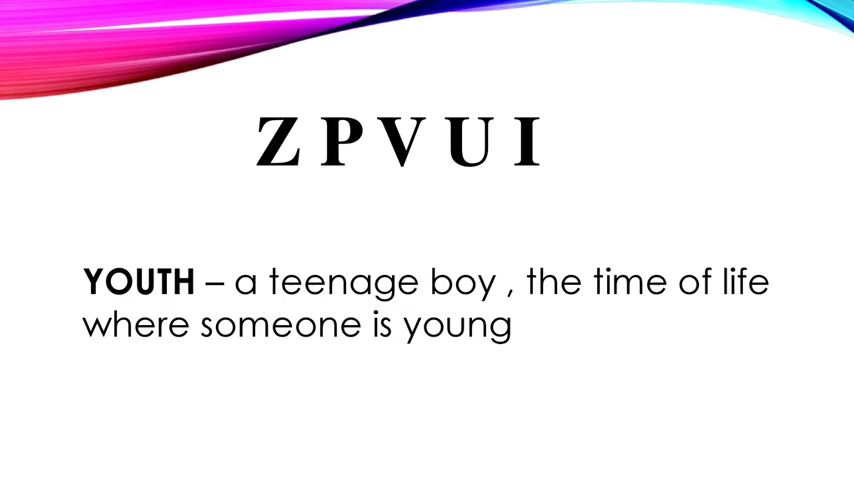 Z P V U I
YOUTH – a teenage boy , the time of life
where someone is young